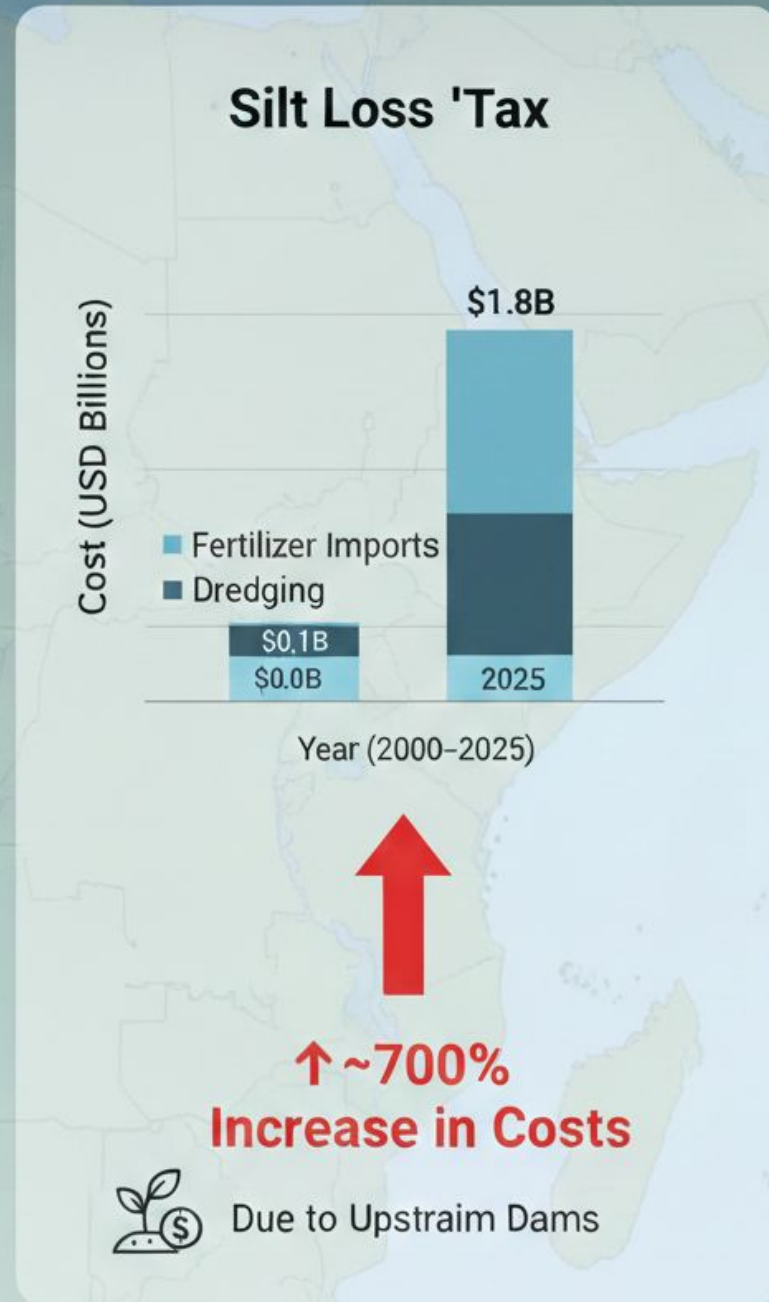 Silt Loss 'Tax
$1.8B
Cost (USD Billions)
Fertilizer Imports
Dredging
$0.1B
$0.0B
2025
Year (2000–2025)
↑ ~700%
Increase in Costs
$
Due to Upstraim Dams